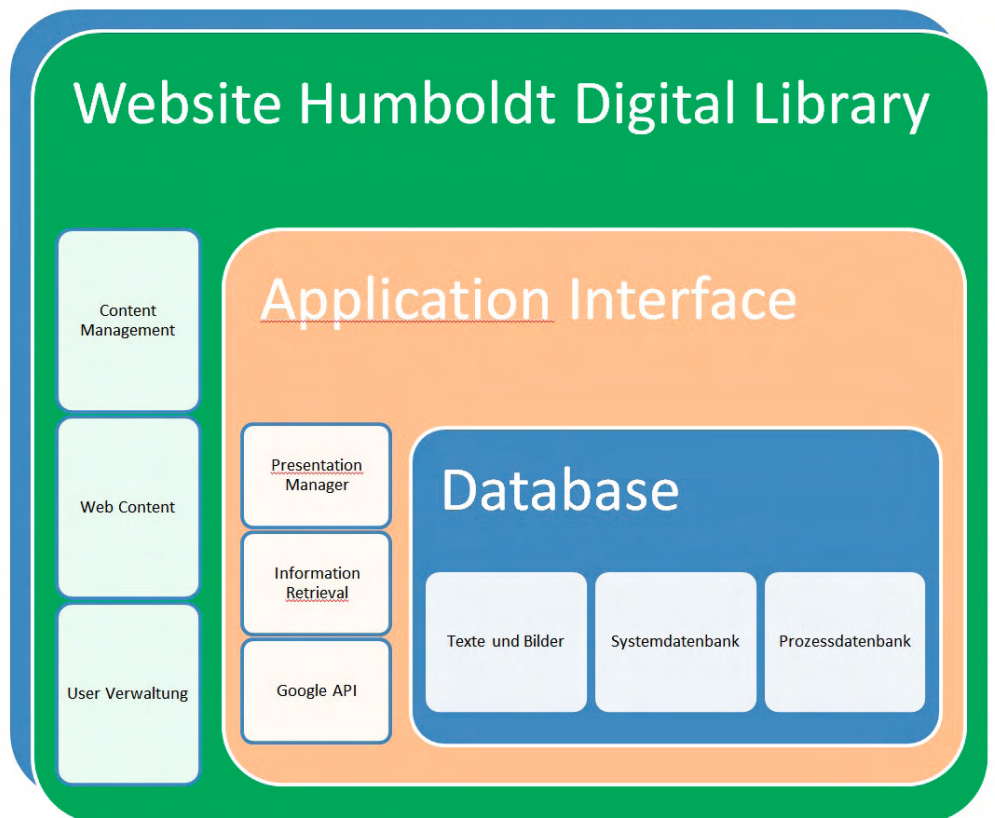 Website Humboldt Digital Library
Content
Management
Web Content
User Verwaltung
Application Interface
Presentation
Manager
Information
Retrieval
Google API
Database
Texte und Bilder
Systemdatenbank
Prozessdatenbank